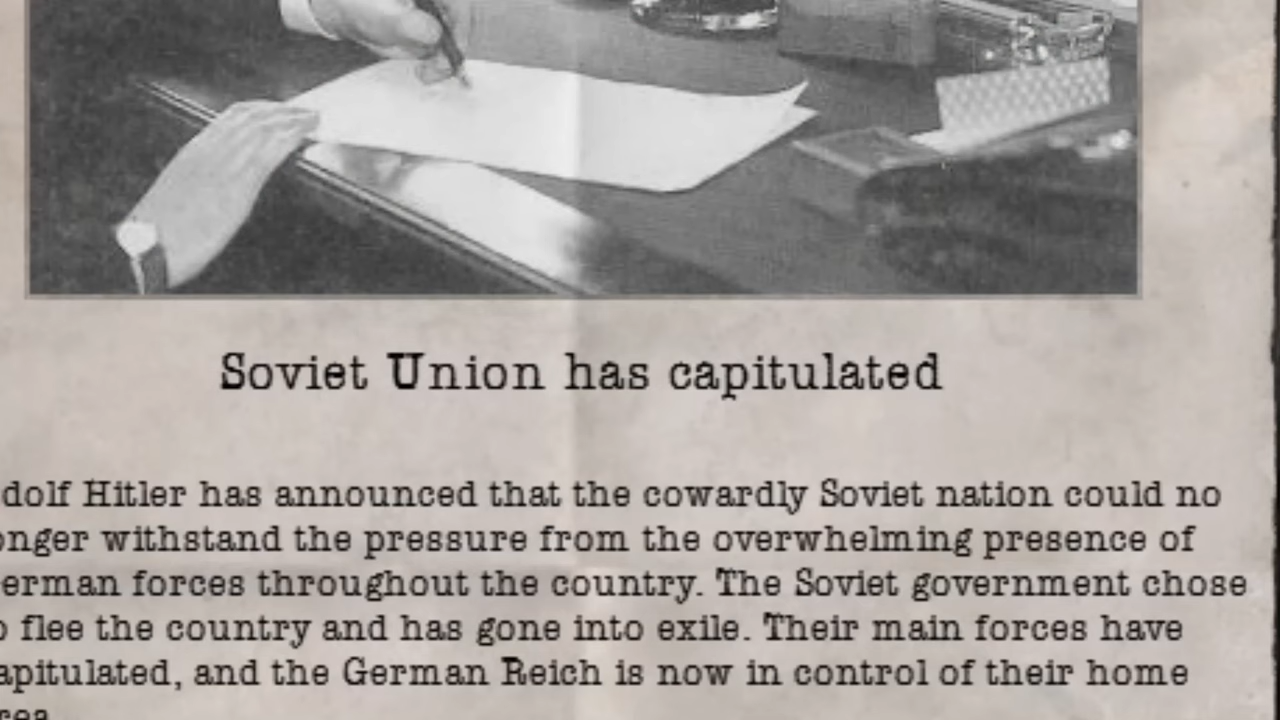 Soviet Union has capitulated
dolf Hitler has announced that the cowardly Soviet nation could no
onger withstand the pressure from the overwhelming presence of
erman forces throughout the country. The Soviet government chose
o flee the country and has gone into exile. Their main forces have
apitulated, and the German Reich is now in control of their home
rea